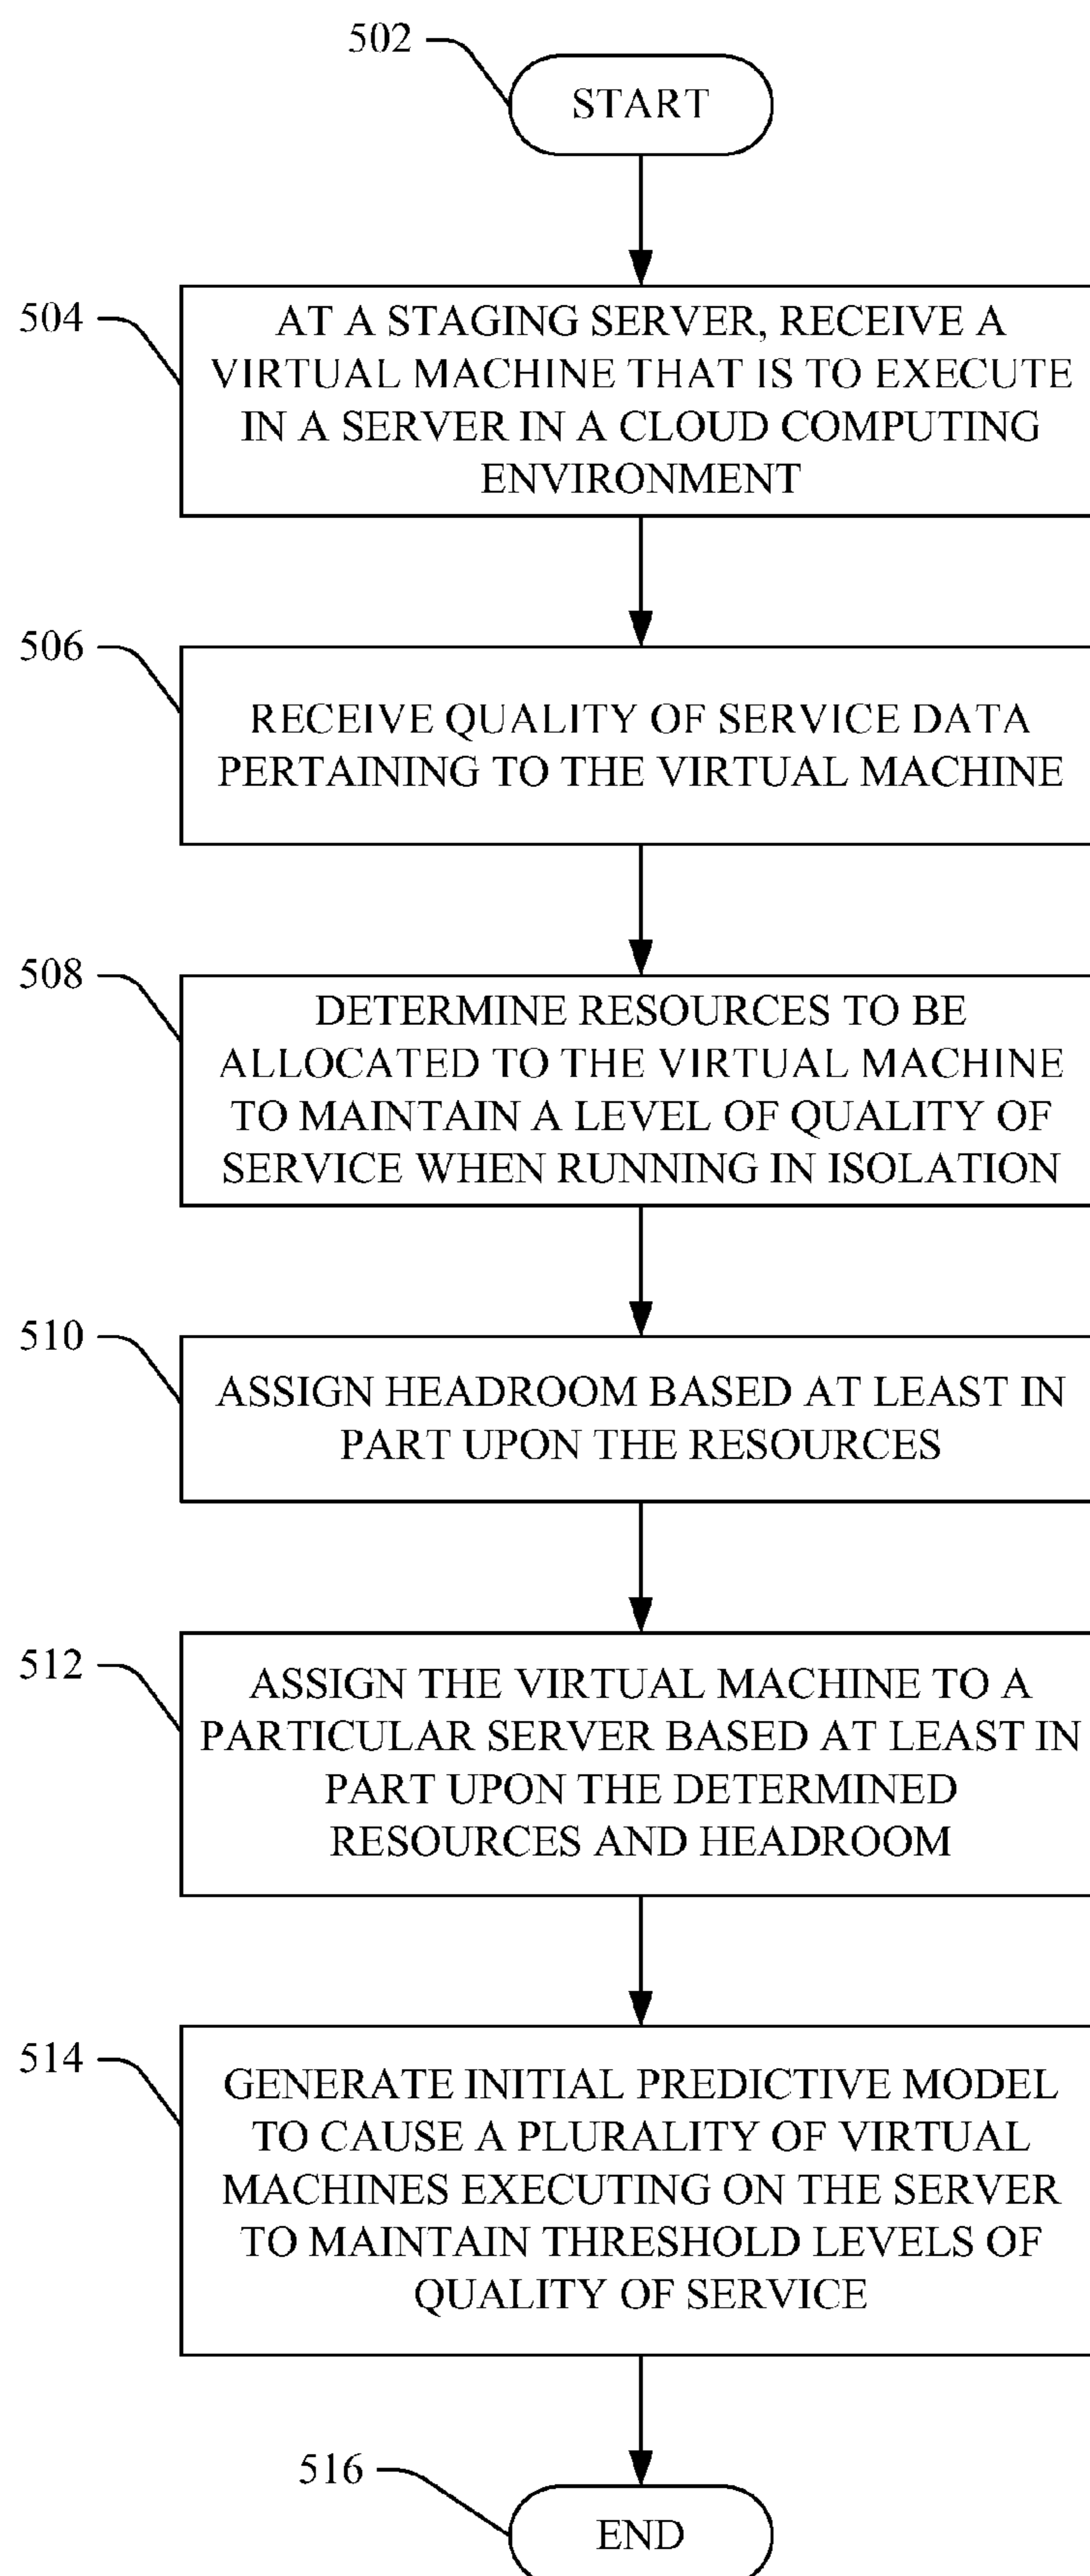 502
START
504
AT A STAGING SERVER, RECEIVE A
VIRTUAL MACHINE THAT IS TO EXECUTE
IN A SERVER IN A CLOUD COMPUTING
ENVIRONMENT
506
RECEIVE QUALITY OF SERVICE DATA
PERTAINING TO THE VIRTUAL MACHINE
508
DETERMINE RESOURCES TO BE
ALLOCATED TO THE VIRTUAL MACHINE
TO MAINTAIN A LEVEL OF QUALITY OF
SERVICE WHEN RUNNING IN ISOLATION
510
ASSIGN HEADROOM BASED AT LEAST IN
PART UPON THE RESOURCES
512
ASSIGN THE VIRTUAL MACHINE TO A
PARTICULAR SERVER BASED AT LEAST IN
PART UPON THE DETERMINED
RESOURCES AND HEADROOM
514
GENERATE INITIAL PREDICTIVE MODEL
TO CAUSE A PLURALITY OF VIRTUAL
MACHINES EXECUTING ON THE SERVER
TO MAINTAIN THRESHOLD LEVELS OF
QUALITY OF SERVICE
516
END